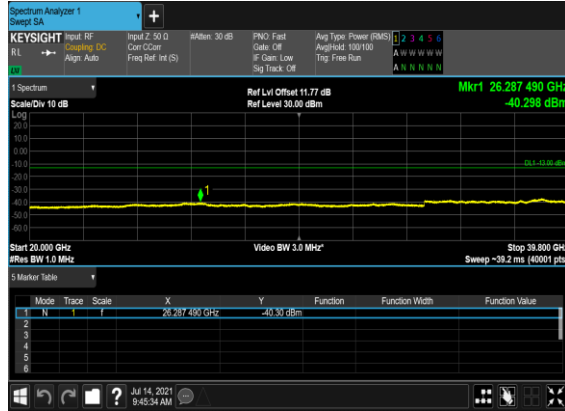 Spectrum Analyzer 1
Swept SA
+
KEYSIGHT Input: RF Input Z: 50 Ω #Atten: 30 dB PNO: Fast Avg Type: Power (RMS) 1 2 3 4 5 6
RL Coupling: DC Corr CCorr Gate: Off Avg|Hold: 100/100 A W W W W W
Align: Auto Freq Ref: Int (S) IF Gain: Low Trig: Free Run
Sig Track: Off A N N N N N
1 Spectrum Ref Lvl Offset 11.77 dB Mkr1 26.287 490 GHz
Scale/Div 10 dB Ref Level 30.00 dBm -40.298 dBm
Log
20.0
10.0
0.00
-10.0 DL1 -13.00 dBm
-20.0
-30.0
1
-40.0
-50.0
-60.0
Start 20.000 GHz Video BW 3.0 MHz* Stop 39.800 GHz
#Res BW 1.0 MHz Sweep ~39.2 ms (40001 pts)
5 Marker Table
Mode Trace Scale X Y Function Function Width Function Value
1 N 1 f 26.287 490 GHz -40.30 dBm
2
3
4
5
6
? Jul 14, 2021
9:45:34 AM